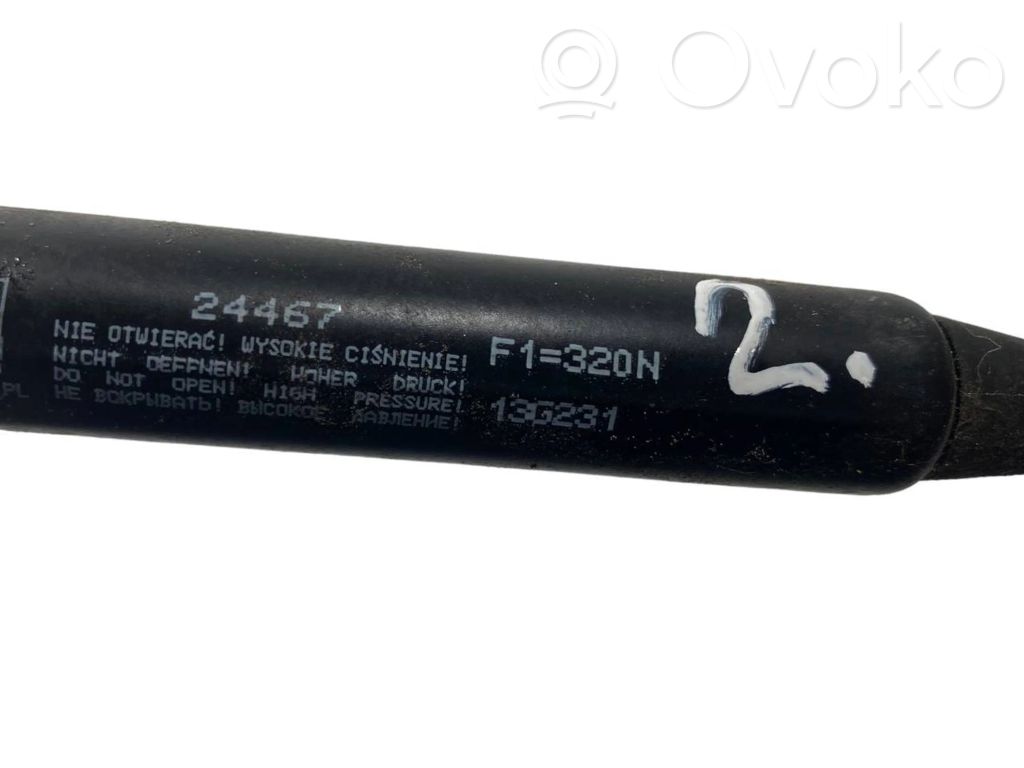 Ovoko
24467
NIE OTWIERAĆ! WYSOKIE CIŚNIENIE!
NICHT OEFFNEN! HOHER DRUCK!
DO NOT OPEN! HIGH PRESSURE!
НЕ ВСКРЫВАТЬ! ВЫСОКОЕ ДАВЛЕНИЕ!
.PL
F1=320N
13G231
2.